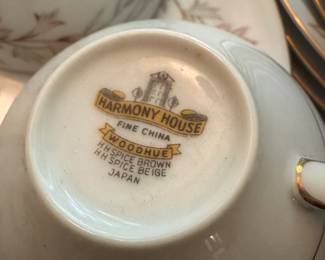 HARMONY HOUSE
FINE CHINA
WOODHUE
HH SPICE BROWN
HH SPICE BEIGE
JAPAN